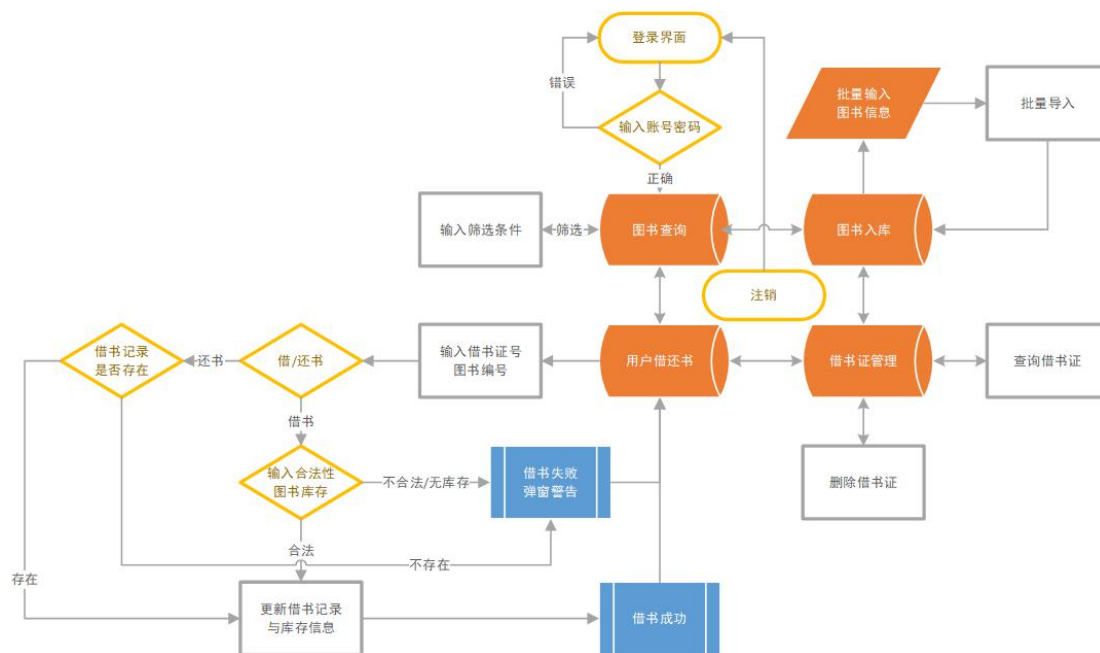 登录界面
错误
输入账号密码
正确
批量输入
图书信息
批量导入
输入筛选条件
筛选
图书查询
图书入库
注销
借书记录
是否存在
还书
借/还书
输入借书证号
图书编号
用户借还书
借书证管理
查询借书证
借书
输入合法性
图书库存
不合法/无库存
借书失败
弹窗警告
删除借书证
合法
不存在
存在
更新借书记录
与库存信息
借书成功